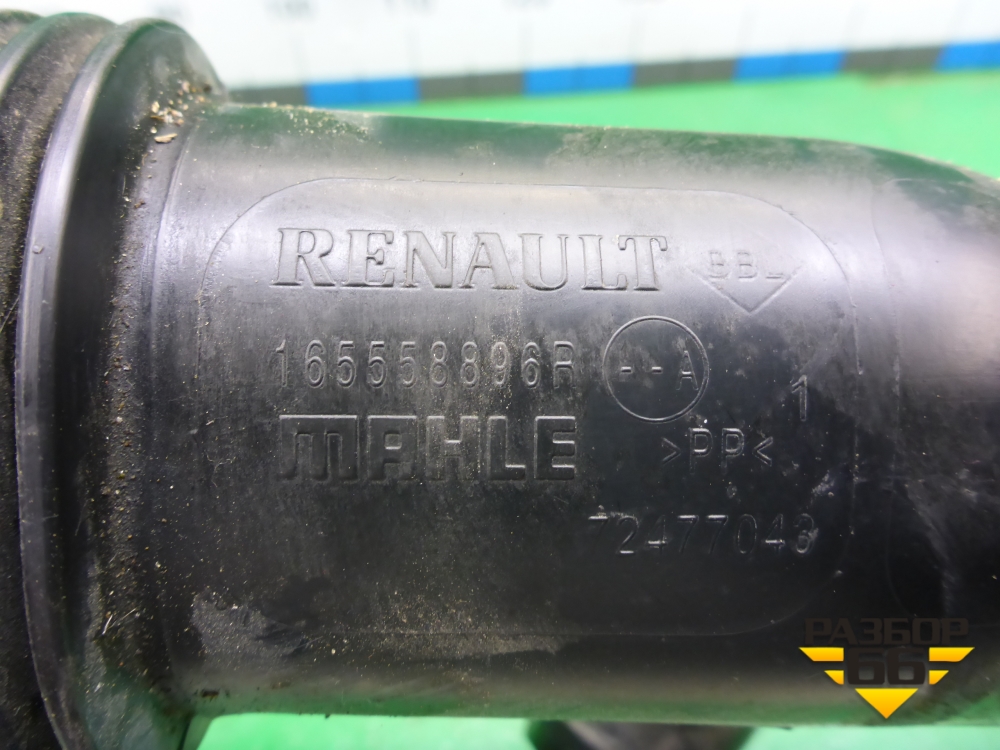 RENAULT
165558896R
--A
1
MAHLE
>PP<
72477043
РАЗБОР
66